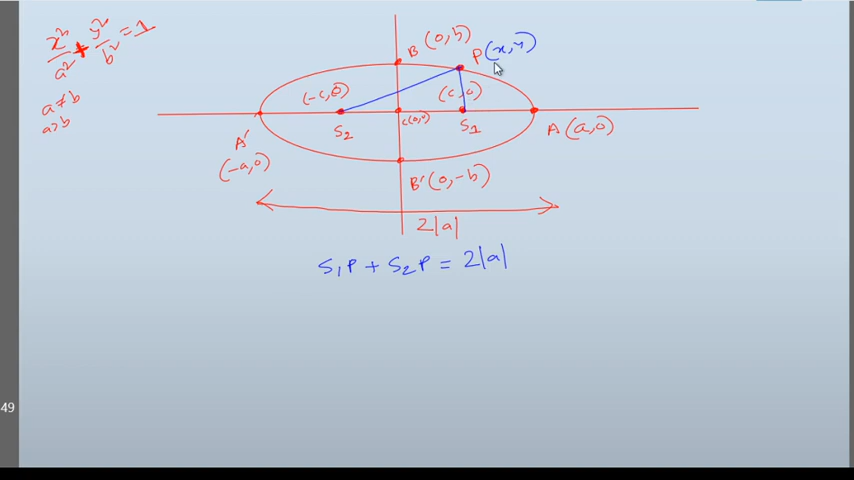 x²/a² + y²/b² = 1
a ≠ b
a > b
B (0, b)
P (x, y)
(-c, 0)
(c, 0)
S₂
C(0,0)
S₁
A (a, 0)
A'
(-a, 0)
B' (0, -b)
2|a|
S₁P + S₂P = 2|a|
49